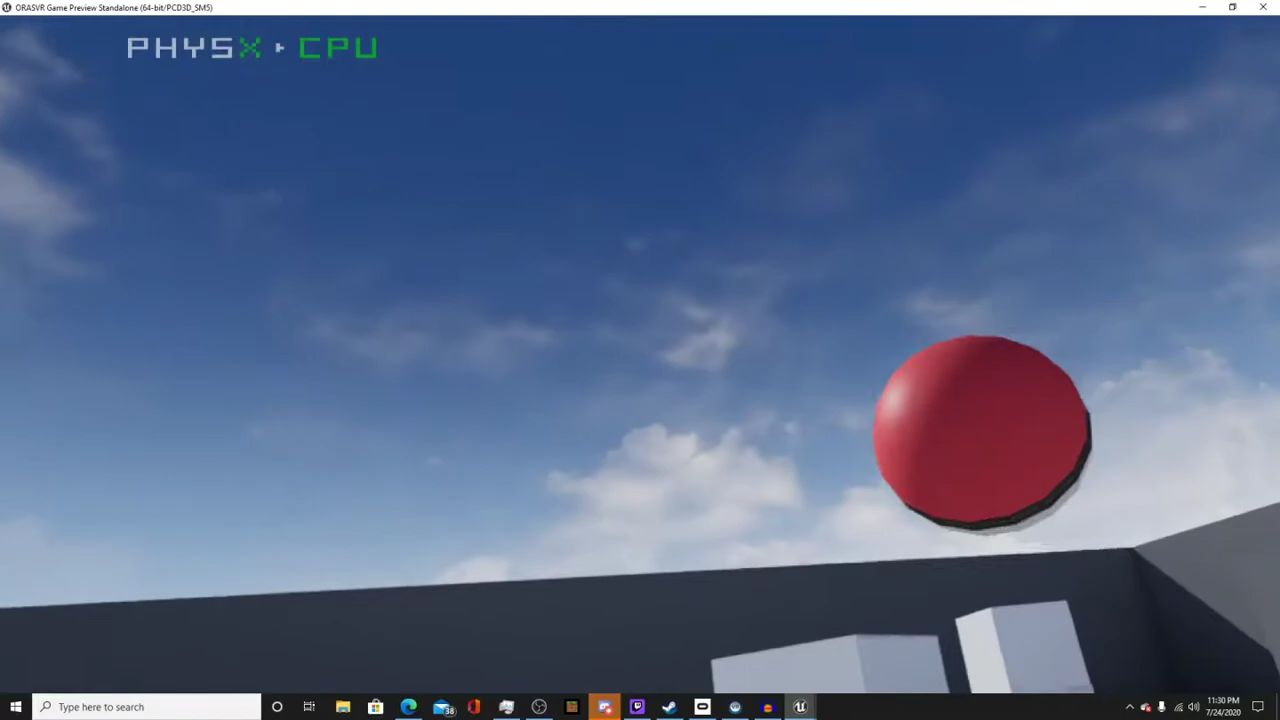 ORASVR Game Preview Standalone (64-bit/PCD3D_SM5)
PHYSX CPU
Type here to search
38
11:30 PM
7/24/2020